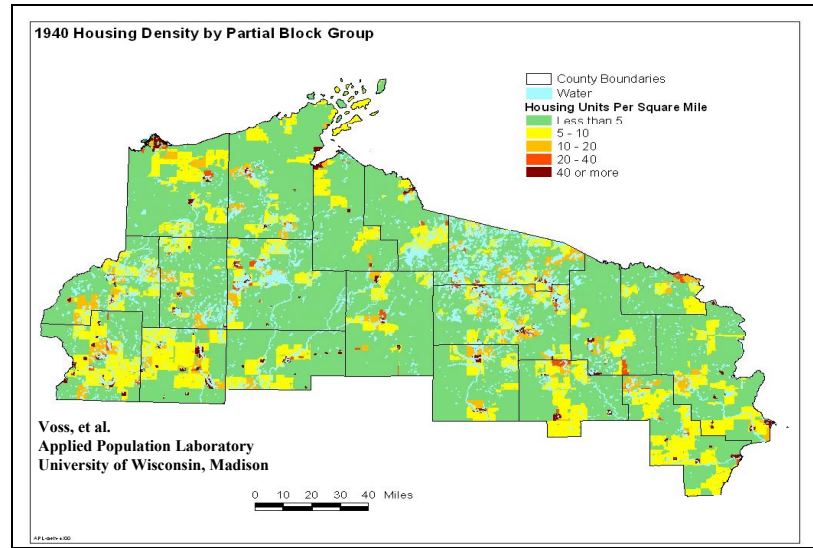 1940 Housing Density by Partial Block Group
County Boundaries
Water
Housing Units Per Square Mile
Less than 5
5 - 10
10 - 20
20 - 40
40 or more
Voss, et al.
Applied Population Laboratory
University of Wisconsin, Madison
0 10 20 30 40 Miles